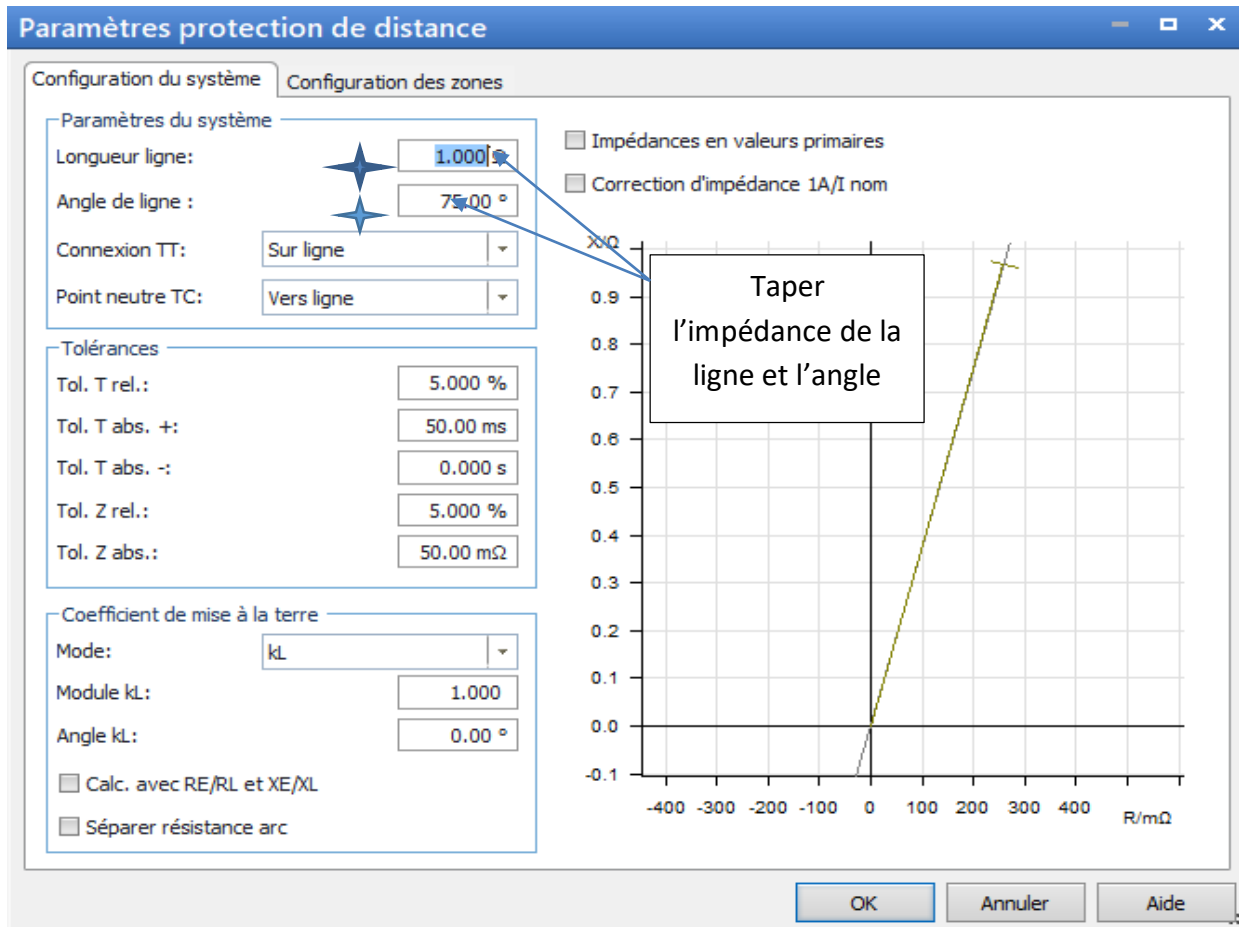 Paramètres protection de distance
Configuration du système
Configuration des zones
Paramètres du système
Longueur ligne:
1.000 Ω
Angle de ligne :
75.00 °
Connexion TT:
Sur ligne
Point neutre TC:
Vers ligne
Tolérances
Tol. T rel.:
5.000 %
Tol. T abs. +:
50.00 ms
Tol. T abs. -:
0.000 s
Tol. Z rel.:
5.000 %
Tol. Z abs.:
50.00 mΩ
Coefficient de mise à la terre
Mode:
kL
Module kL:
1.000
Angle kL:
0.00 °
Calc. avec RE/RL et XE/XL
Séparer résistance arc
Impédances en valeurs primaires
Correction d'impédance 1A/I nom
X/Ω
0.9
0.8
0.7
0.6
0.5
0.4
0.3
0.2
0.1
0.0
-0.1
-400 -300 -200 -100 0 100 200 300 400
R/mΩ
Taper
l’impédance de la
ligne et l’angle
OK
Annuler
Aide